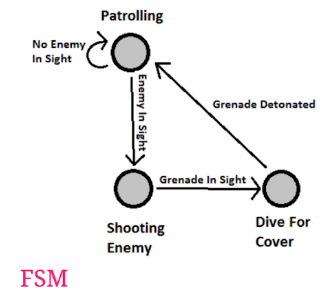 Patrolling
No Enemy
In Sight
Enemy In Sight
Grenade Detonated
Grenade In Sight
Shooting
Enemy
Dive For
Cover
FSM